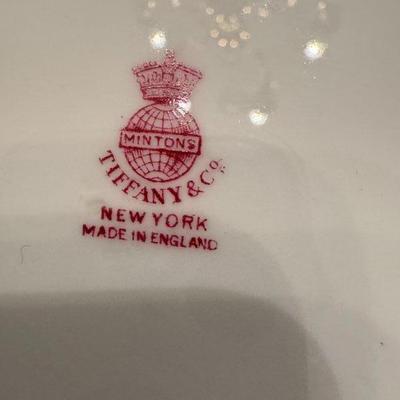 MINTONS
TIFFANY & Co.
NEW YORK
MADE IN ENGLAND